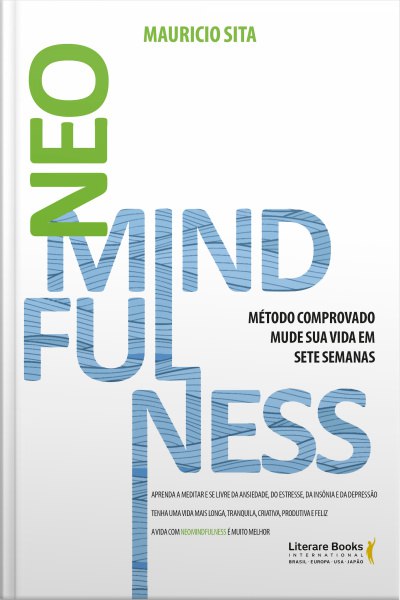 MAURICIO SITA
NEO
MIND
FUL
NESS
MÉTODO COMPROVADO
MUDE SUA VIDA EM
SETE SEMANAS
APRENDA A MEDITAR E SE LIVRE DA ANSIEDADE, DO ESTRESSE, DA INSÔNIA E DA DEPRESSÃO
TENHA UMA VIDA MAIS LONGA, TRANQUILA, CRIATIVA, PRODUTIVA E FELIZ
A VIDA COM NEOMINDFULNESS É MUITO MELHOR
Literare Books
INTERNATIONAL
BRASIL · EUROPA · USA · JAPÃO